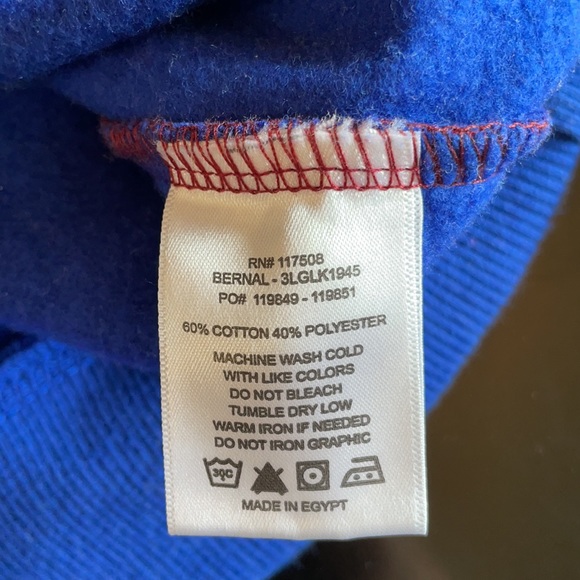 RN# 117508
BERNAL - 3LGLK1945
PO# 119849 - 119851
60% COTTON 40% POLYESTER
MACHINE WASH COLD
WITH LIKE COLORS
DO NOT BLEACH
TUMBLE DRY LOW
WARM IRON IF NEEDED
DO NOT IRON GRAPHIC
30C
MADE IN EGYPT